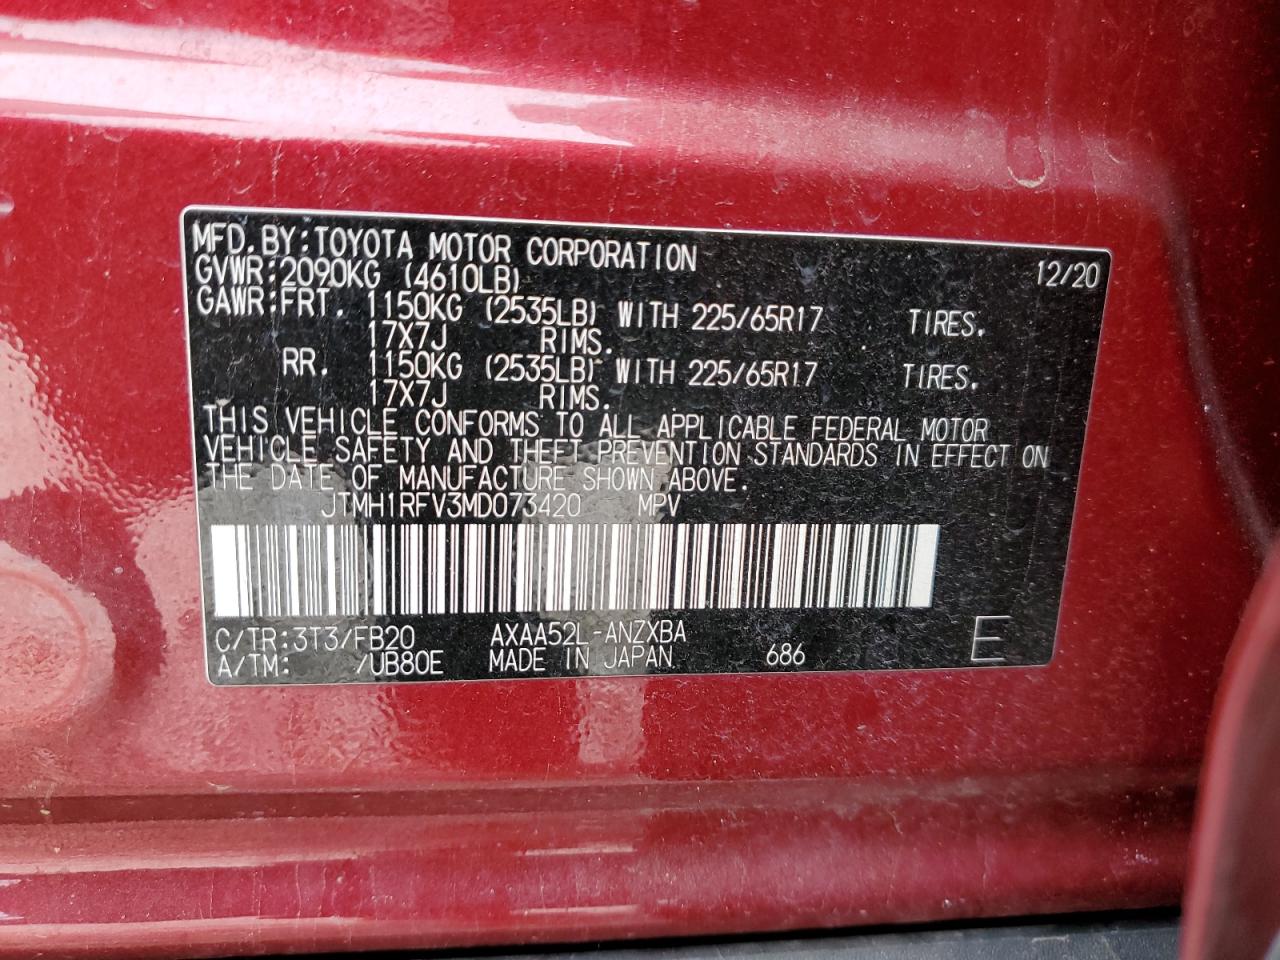 MFD.BY:TOYOTA MOTOR CORPORATION 12/20
GVWR:2090KG (4610LB)
GAWR:FRT. 1150KG (2535LB) WITH 225/65R17 TIRES.
17X7J RIMS.
RR. 1150KG (2535LB) WITH 225/65R17 TIRES.
17X7J RIMS.
THIS VEHICLE CONFORMS TO ALL APPLICABLE FEDERAL MOTOR
VEHICLE SAFETY AND THEFT PREVENTION STANDARDS IN EFFECT ON
THE DATE OF MANUFACTURE SHOWN ABOVE.
JTMH1RFV3MD073420 MPV
C/TR:3T3/FB20 AXAA52L-ANZXBA E
A/TM: /UB80E MADE IN JAPAN 686